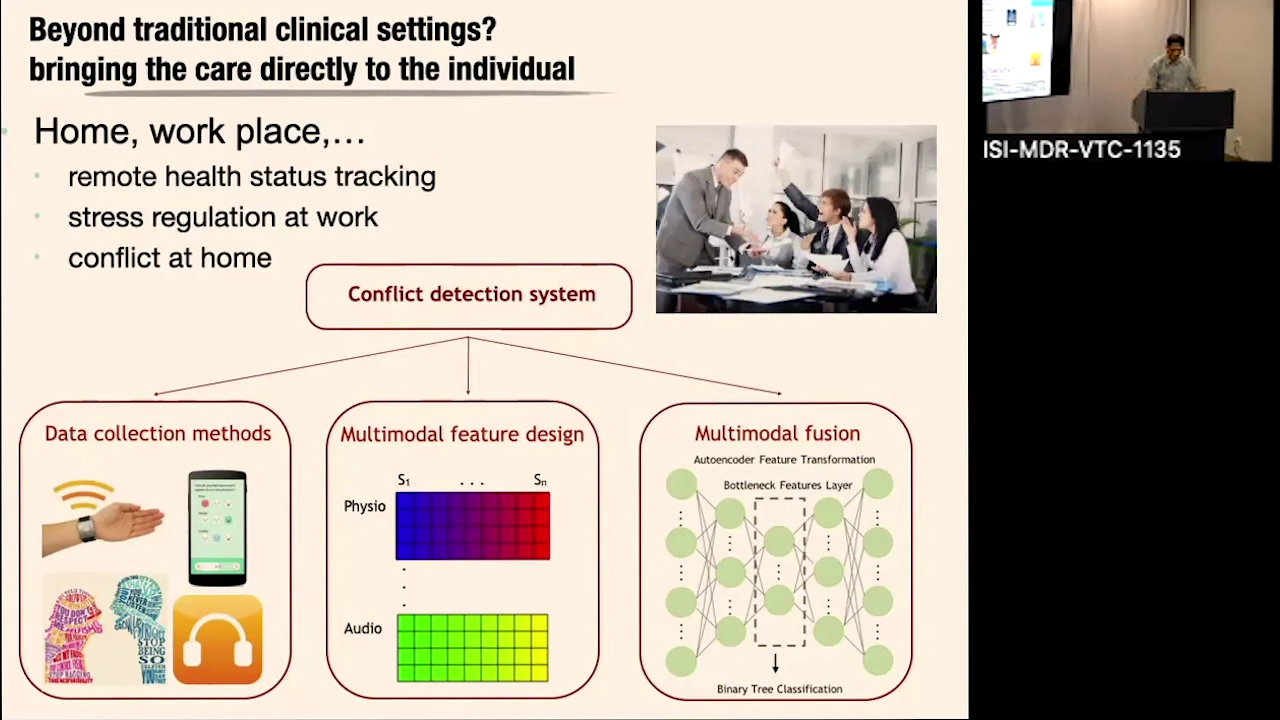 Beyond traditional clinical settings?
bringing the care directly to the individual
Home, work place,…
remote health status tracking
stress regulation at work
conflict at home
Conflict detection system
Data collection methods
Multimodal feature design
S1 . . . Sn
Physio
Audio
Multimodal fusion
Autoencoder Feature Transformation
Bottleneck Features Layer
Binary Tree Classification
ISI-MDR-VTC-1135